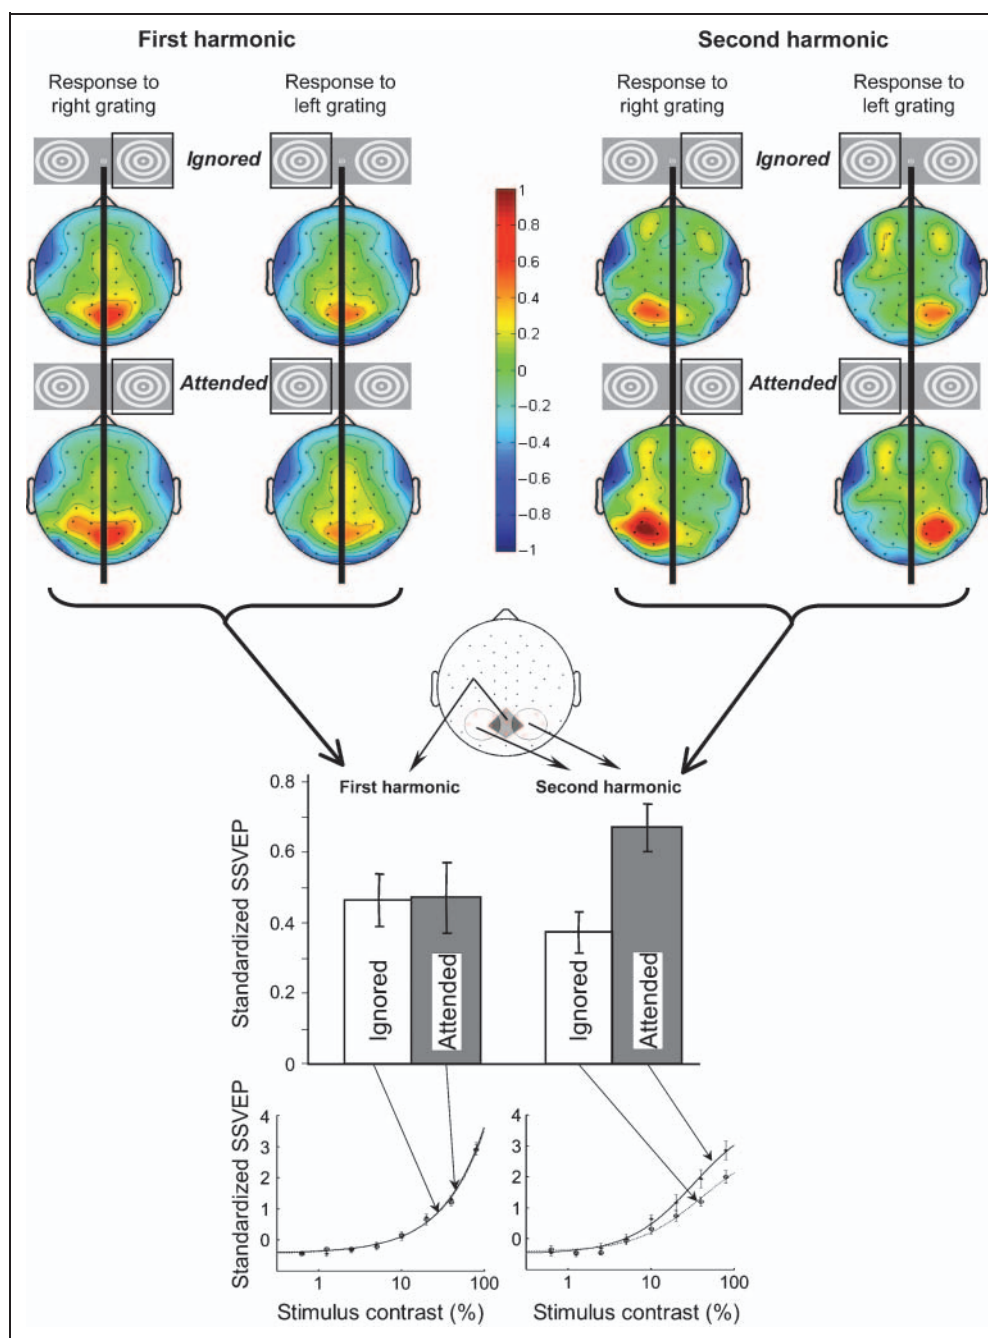 First harmonic
Second harmonic
Response to right grating
Response to left grating
Response to right grating
Response to left grating
Ignored
Ignored
1
0.8
0.6
0.4
0.2
0
−0.2
−0.4
−0.6
−0.8
−1
Attended
Attended
Standardized SSVEP
0.8
0.6
0.4
0.2
0
First harmonic
Second harmonic
Ignored
Attended
Ignored
Attended
Standardized SSVEP
4
3
2
1
0
1
10
100
Stimulus contrast (%)
4
3
2
1
0
1
10
100
Stimulus contrast (%)